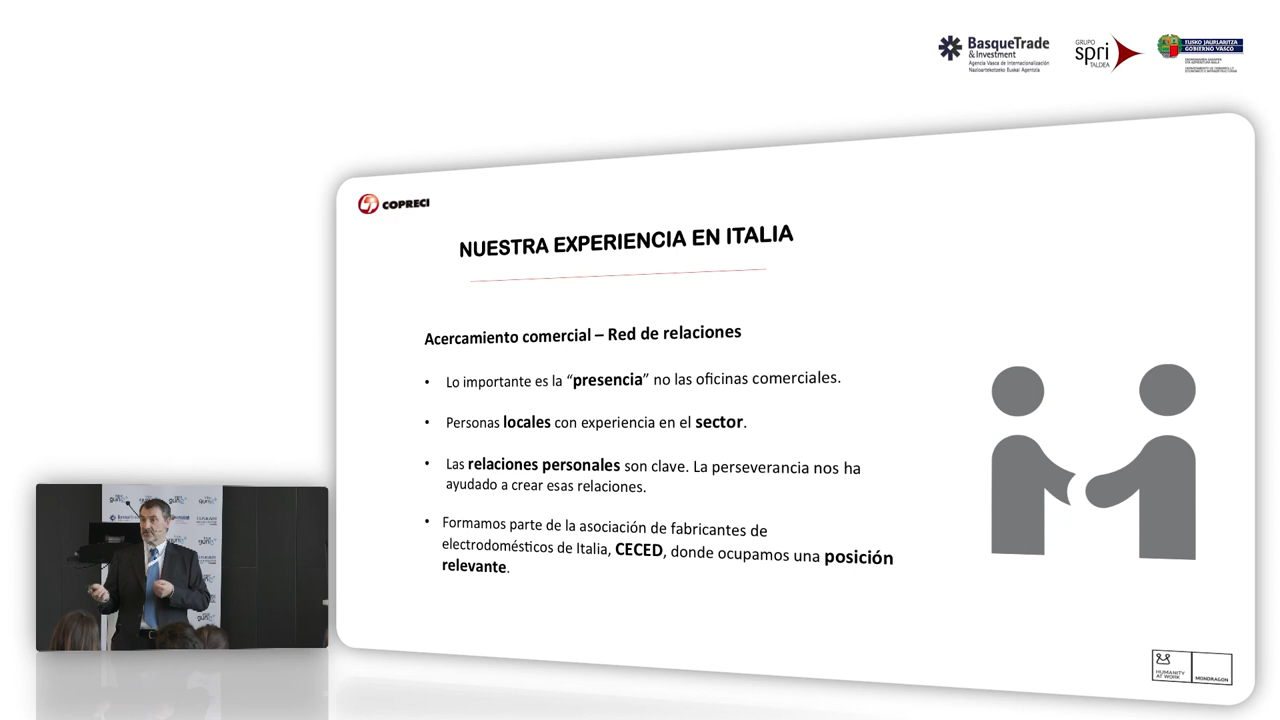 BasqueTrade
& Investment
Agencia Vasca de Internacionalización
Nazioartekotzeko Euskal Agentzia
GRUPO
spri
TALDEA
EUSKO JAURLARITZA
GOBIERNO VASCO
COPRECI
NUESTRA EXPERIENCIA EN ITALIA
Acercamiento comercial – Red de relaciones
• Lo importante es la “presencia” no las oficinas comerciales.
• Personas locales con experiencia en el sector.
• Las relaciones personales son clave. La perseverancia nos ha
ayudado a crear esas relaciones.
• Formamos parte de la asociación de fabricantes de
electrodomésticos de Italia, CECED, donde ocupamos una posición
relevante.
HUMANITY
AT WORK
MONDRAGON